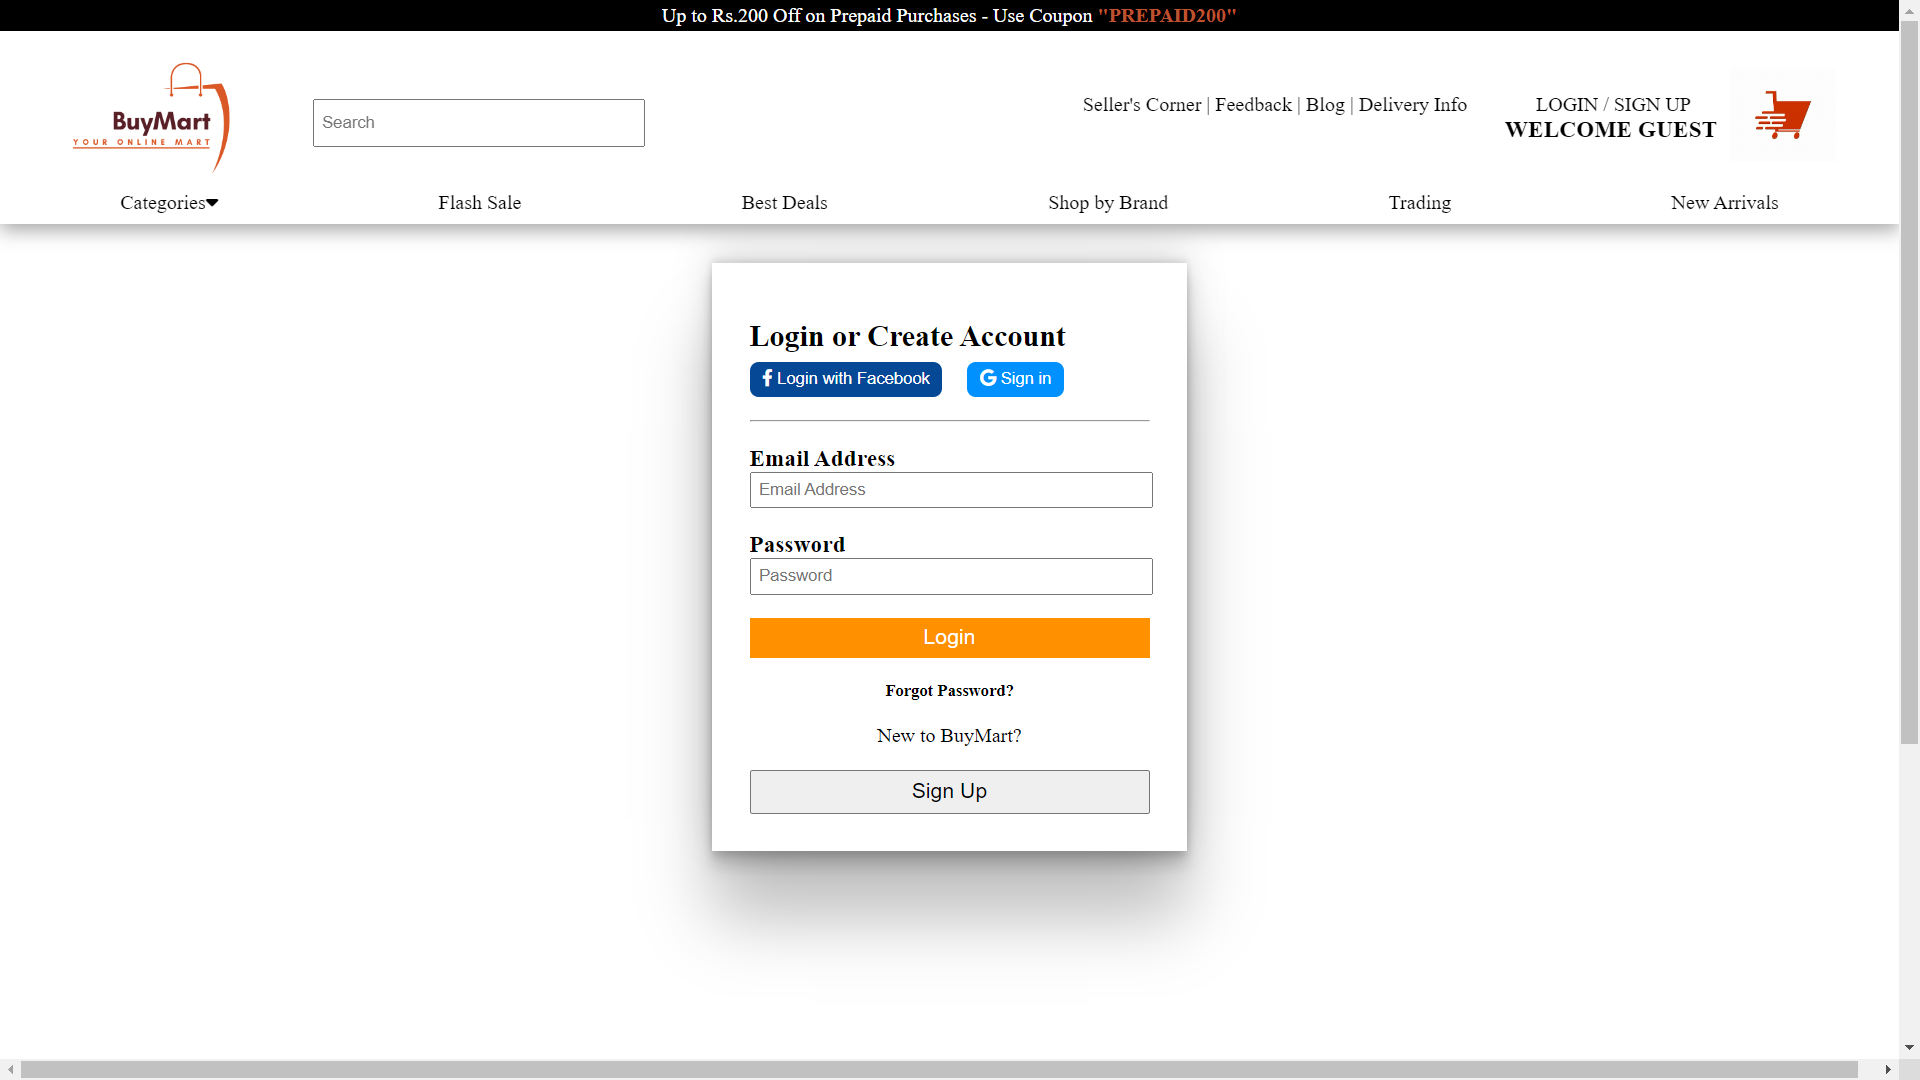 Up to Rs.200 Off on Prepaid Purchases - Use Coupon "PREPAID200"
BuyMart
YOUR ONLINE MART
Search
Seller's Corner | Feedback | Blog | Delivery Info
LOGIN / SIGN UP
WELCOME GUEST
Categories
Flash Sale
Best Deals
Shop by Brand
Trading
New Arrivals
Login or Create Account
Login with Facebook
Sign in
Email Address
Email Address
Password
Password
Login
Forgot Password?
New to BuyMart?
Sign Up